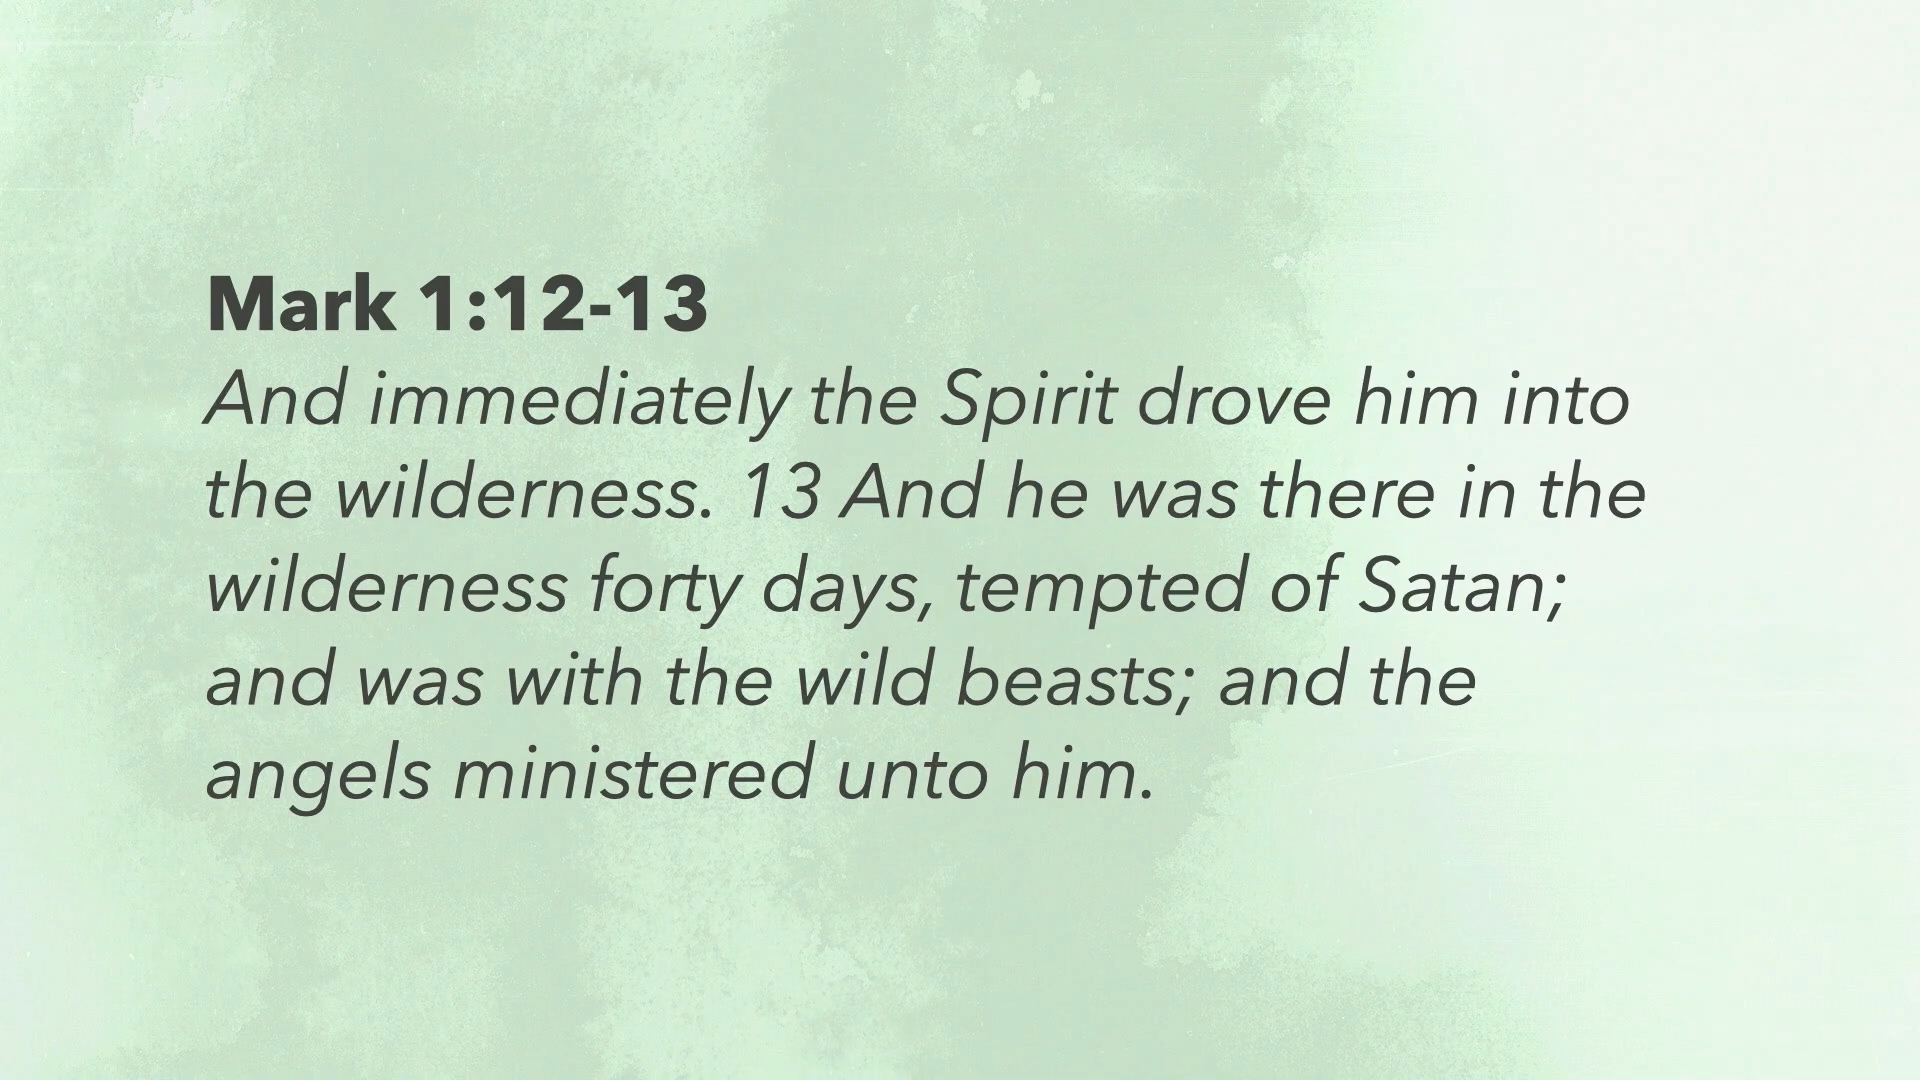 Mark 1:12-13
And immediately the Spirit drove him into
the wilderness. 13 And he was there in the
wilderness forty days, tempted of Satan;
and was with the wild beasts; and the
angels ministered unto him.